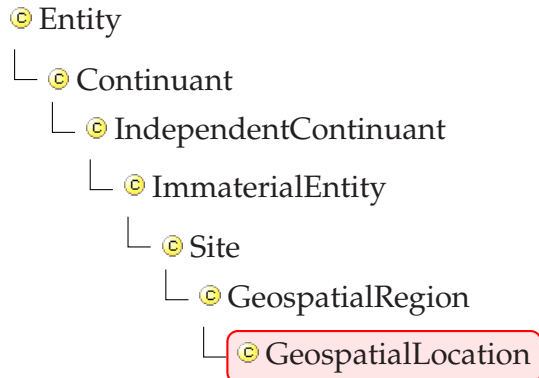 © Entity
© Continuant
© IndependentContinuant
© ImmaterialEntity
© Site
© GeospatialRegion
© GeospatialLocation